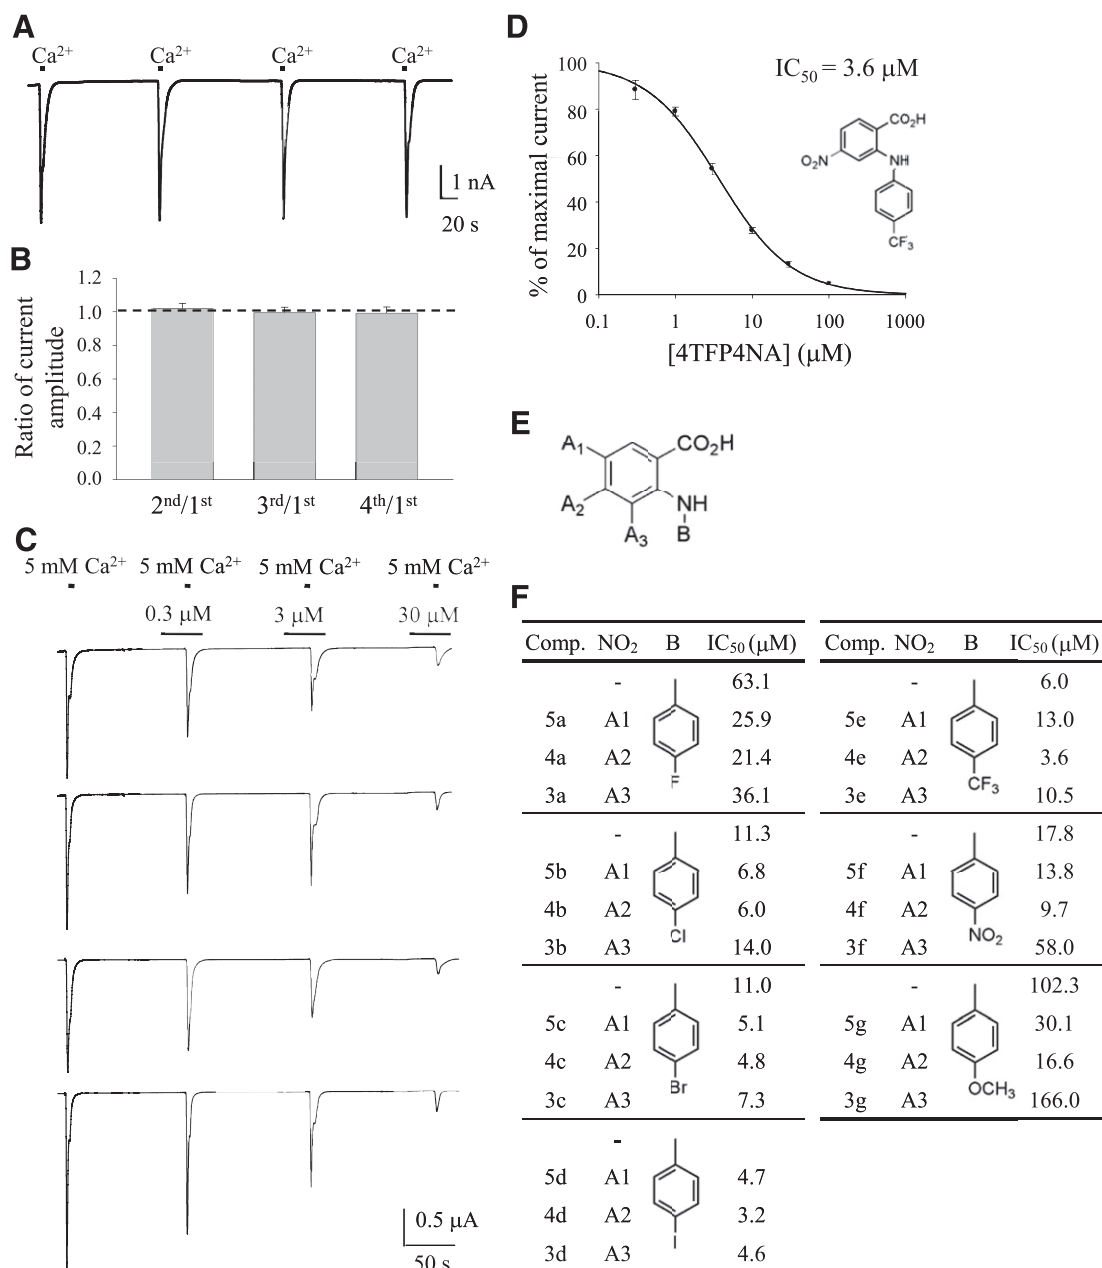 A
Ca2+ Ca2+ Ca2+ Ca2+
1 nA
20 s
B
Ratio of current amplitude
1.2
1.0
0.8
0.6
0.4
0.2
0.0
2nd/1st 3rd/1st 4th/1st
C
5 mM Ca2+ 5 mM Ca2+ 5 mM Ca2+ 5 mM Ca2+
0.3 µM 3 µM 30 µM
0.5 µA
50 s
D
% of maximal current
100
80
60
40
20
0
0.1 1 10 100 1000
[4TFP4NA] (µM)
IC50 = 3.6 µM
CO2H
O2N
NH
CF3
E
A1 CO2H
A2 NH
A3 B
F
Comp. NO2 B IC50 (µM) Comp. NO2 B IC50 (µM)
- 63.1 - 6.0
5a A1 25.9 5e A1 13.0
4a A2 21.4 4e A2 3.6
F CF3
3a A3 36.1 3e A3 10.5
- 11.3 - 17.8
5b A1 6.8 5f A1 13.8
4b A2 6.0 4f A2 9.7
Cl NO2
3b A3 14.0 3f A3 58.0
- 11.0 - 102.3
5c A1 5.1 5g A1 30.1
4c A2 4.8 4g A2 16.6
Br OCH3
3c A3 7.3 3g A3 166.0
-
5d A1 4.7
4d A2 3.2
I
3d A3 4.6